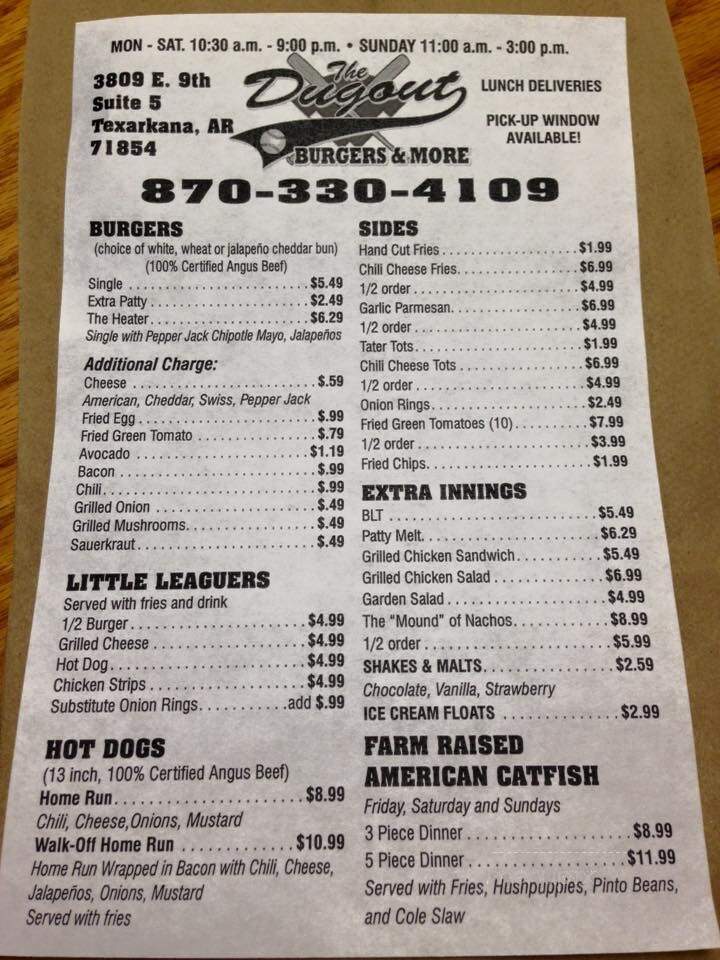 MON - SAT. 10:30 a.m. - 9:00 p.m. • SUNDAY 11:00 a.m. - 3:00 p.m.
3809 E. 9th
Suite 5
Texarkana, AR
71854
The
Dugout
BURGERS & MORE
LUNCH DELIVERIES
PICK-UP WINDOW
AVAILABLE!
870-330-4109
BURGERS
(choice of white, wheat or jalapeño cheddar bun)
(100% Certified Angus Beef)
Single . . . . . . . . . . . . . . . . . . . . . . . . $5.49
Extra Patty . . . . . . . . . . . . . . . . . . . . . $2.49
The Heater . . . . . . . . . . . . . . . . . . . . . $6.29
Single with Pepper Jack Chipotle Mayo, Jalapeños
Additional Charge:
Cheese . . . . . . . . . . . . . . . . . . . . . . . . $.59
American, Cheddar, Swiss, Pepper Jack
Fried Egg . . . . . . . . . . . . . . . . . . . . . . $.99
Fried Green Tomato . . . . . . . . . . . . . . . $.79
Avocado . . . . . . . . . . . . . . . . . . . . . . $1.19
Bacon . . . . . . . . . . . . . . . . . . . . . . . . . $.99
Chili . . . . . . . . . . . . . . . . . . . . . . . . . . . $.99
Grilled Onion . . . . . . . . . . . . . . . . . . . . $.49
Grilled Mushrooms . . . . . . . . . . . . . . . . $.49
Sauerkraut . . . . . . . . . . . . . . . . . . . . . . $.49
LITTLE LEAGUERS
Served with fries and drink
1/2 Burger . . . . . . . . . . . . . . . . . . . . . $4.99
Grilled Cheese . . . . . . . . . . . . . . . . . . $4.99
Hot Dog . . . . . . . . . . . . . . . . . . . . . . . $4.99
Chicken Strips . . . . . . . . . . . . . . . . . . $4.99
Substitute Onion Rings . . . . . . . . . . .add $.99
HOT DOGS
(13 inch, 100% Certified Angus Beef)
Home Run . . . . . . . . . . . . . . . . . . . . . $8.99
Chili, Cheese,Onions, Mustard
Walk-Off Home Run . . . . . . . . . . . . . $10.99
Home Run Wrapped in Bacon with Chili, Cheese,
Jalapeños, Onions, Mustard
Served with fries
SIDES
Hand Cut Fries . . . . . . . . . . . . . . . . . $1.99
Chili Cheese Fries . . . . . . . . . . . . . . . $6.99
1/2 order . . . . . . . . . . . . . . . . . . . . . . $4.99
Garlic Parmesan . . . . . . . . . . . . . . . . $6.99
1/2 order . . . . . . . . . . . . . . . . . . . . . . $4.99
Tater Tots . . . . . . . . . . . . . . . . . . . . . . $1.99
Chili Cheese Tots . . . . . . . . . . . . . . . . $6.99
1/2 order . . . . . . . . . . . . . . . . . . . . . . $4.99
Onion Rings . . . . . . . . . . . . . . . . . . . . $2.49
Fried Green Tomatoes (10) . . . . . . . . . $7.99
1/2 order . . . . . . . . . . . . . . . . . . . . . . $3.99
Fried Chips . . . . . . . . . . . . . . . . . . . . . $1.99
EXTRA INNINGS
BLT . . . . . . . . . . . . . . . . . . . . . . . . . . $5.49
Patty Melt . . . . . . . . . . . . . . . . . . . . . . $6.29
Grilled Chicken Sandwich . . . . . . . . . . $5.49
Grilled Chicken Salad . . . . . . . . . . . . . $6.99
Garden Salad . . . . . . . . . . . . . . . . . . . $4.99
The "Mound" of Nachos . . . . . . . . . . . $8.99
1/2 order . . . . . . . . . . . . . . . . . . . . . . $5.99
SHAKES & MALTS . . . . . . . . . . . . . . . $2.59
Chocolate, Vanilla, Strawberry
ICE CREAM FLOATS . . . . . . . . . . . . . $2.99
FARM RAISED
AMERICAN CATFISH
Friday, Saturday and Sundays
3 Piece Dinner . . . . . . . . . . . . . . . . . . $8.99
5 Piece Dinner . . . . . . . . . . . . . . . . . $11.99
Served with Fries, Hushpuppies, Pinto Beans,
and Cole Slaw